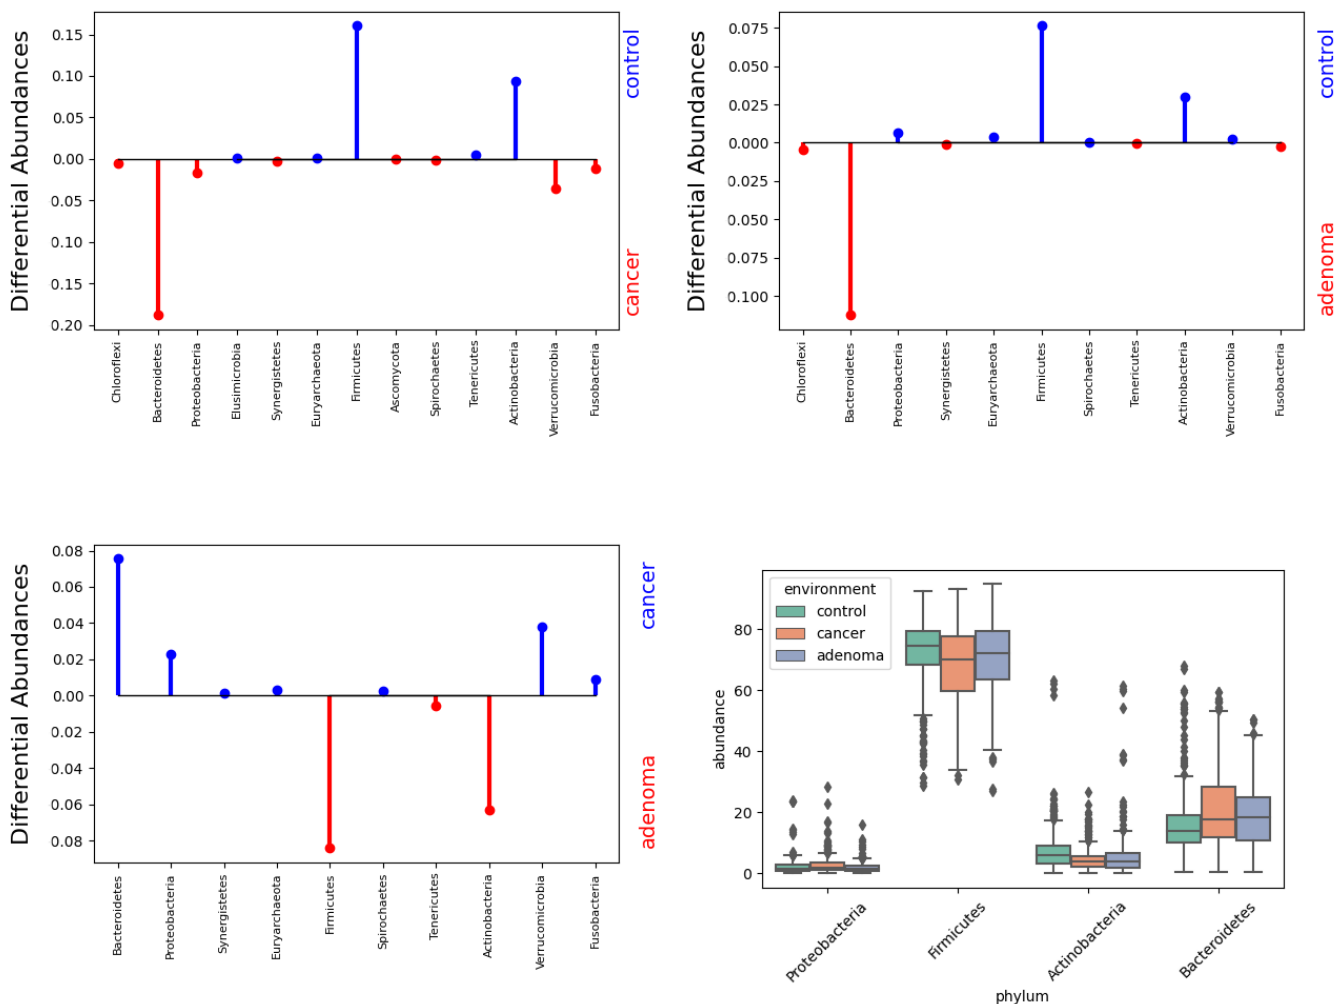 Differential Abundances
0.15
0.10
0.05
0.00
0.05
0.10
0.15
0.20
control
cancer
Chloroflexi
Bacteroidetes
Proteobacteria
Elusimicrobia
Synergistetes
Euryarchaeota
Firmicutes
Ascomycota
Spirochaetes
Tenericutes
Actinobacteria
Verrucomicrobia
Fusobacteria
Differential Abundances
0.075
0.050
0.025
0.000
0.025
0.050
0.075
0.100
control
adenoma
Chloroflexi
Bacteroidetes
Proteobacteria
Synergistetes
Euryarchaeota
Firmicutes
Spirochaetes
Tenericutes
Actinobacteria
Verrucomicrobia
Fusobacteria
Differential Abundances
0.08
0.06
0.04
0.02
0.00
0.02
0.04
0.06
0.08
cancer
adenoma
Bacteroidetes
Proteobacteria
Synergistetes
Euryarchaeota
Firmicutes
Spirochaetes
Tenericutes
Actinobacteria
Verrucomicrobia
Fusobacteria
abundance
80
60
40
20
0
environment
control
cancer
adenoma
Proteobacteria
Firmicutes
Actinobacteria
Bacteroidetes
phylum